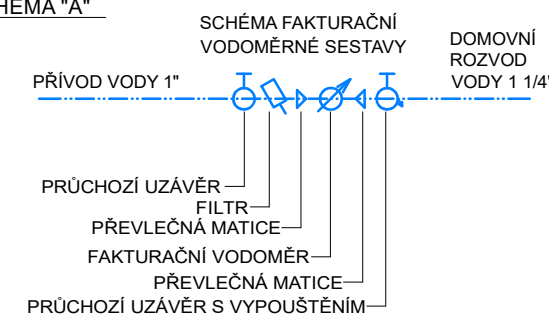 SCHÉMA FAKTURAČNÍ
VODOMĚRNÉ SESTAVY
DOMOVNÍ
ROZVOD
VODY 1 1/4"
PŘÍVOD VODY 1"
PRŮCHOZÍ UZÁVĚR
FILTR
PŘEVLEČNÁ MATICE
FAKTURAČNÍ VODOMĚR
PŘEVLEČNÁ MATICE
PRŮCHOZÍ UZÁVĚR S VYPOUŠTĚNÍM